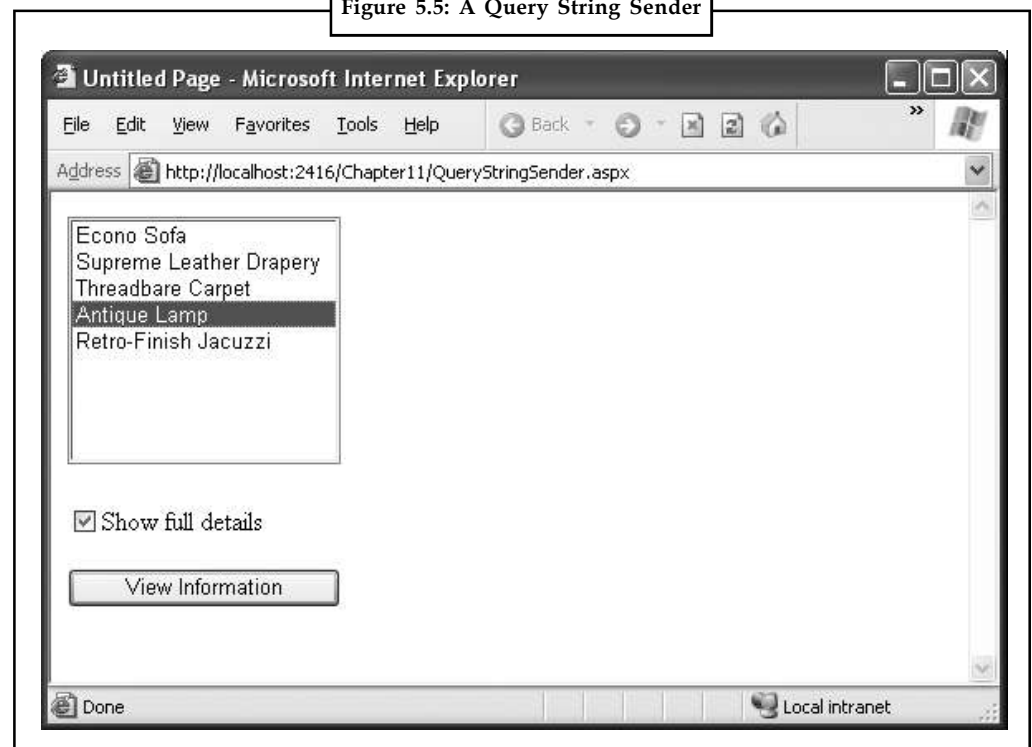 Figure 5.5: A Query String Sender
Untitled Page - Microsoft Internet Explorer
File Edit View Favorites Tools Help Back »
Address http://localhost:2416/Chapter11/QueryStringSender.aspx
Econo Sofa
Supreme Leather Drapery
Threadbare Carpet
Antique Lamp
Retro-Finish Jacuzzi
Show full details
View Information
Done Local intranet